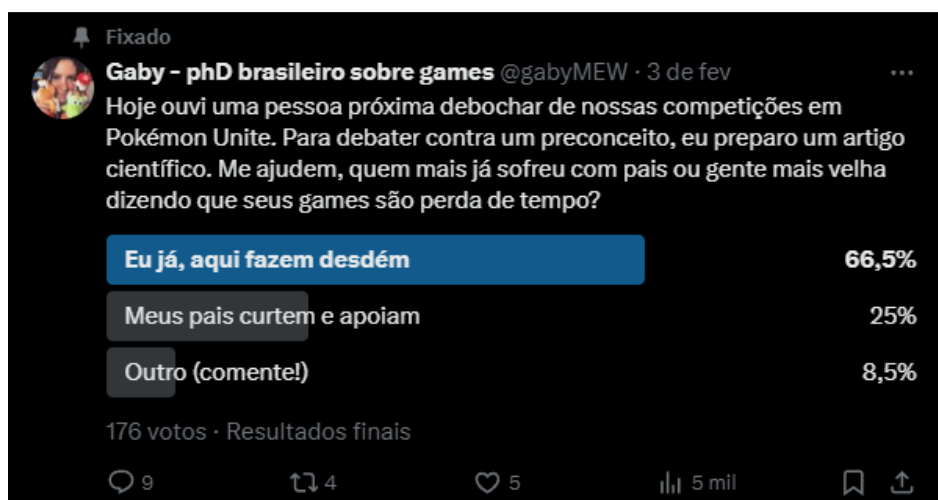 Fixado
Gaby - phD brasileiro sobre games @gabyMEW · 3 de fev
Hoje ouvi uma pessoa próxima debochar de nossas competições em
Pokémon Unite. Para debater contra um preconceito, eu preparo um artigo
científico. Me ajudem, quem mais já sofreu com pais ou gente mais velha
dizendo que seus games são perda de tempo?
Eu já, aqui fazem desdém 66,5%
Meus pais curtem e apoiam 25%
Outro (comente!) 8,5%
176 votos · Resultados finais
9 4 5 5 mil